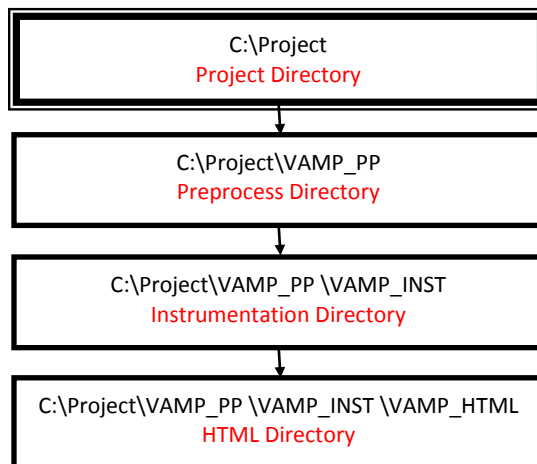 C:\Project
Project Directory
C:\Project\VAMP_PP
Preprocess Directory
C:\Project\VAMP_PP \VAMP_INST
Instrumentation Directory
C:\Project\VAMP_PP \VAMP_INST \VAMP_HTML
HTML Directory